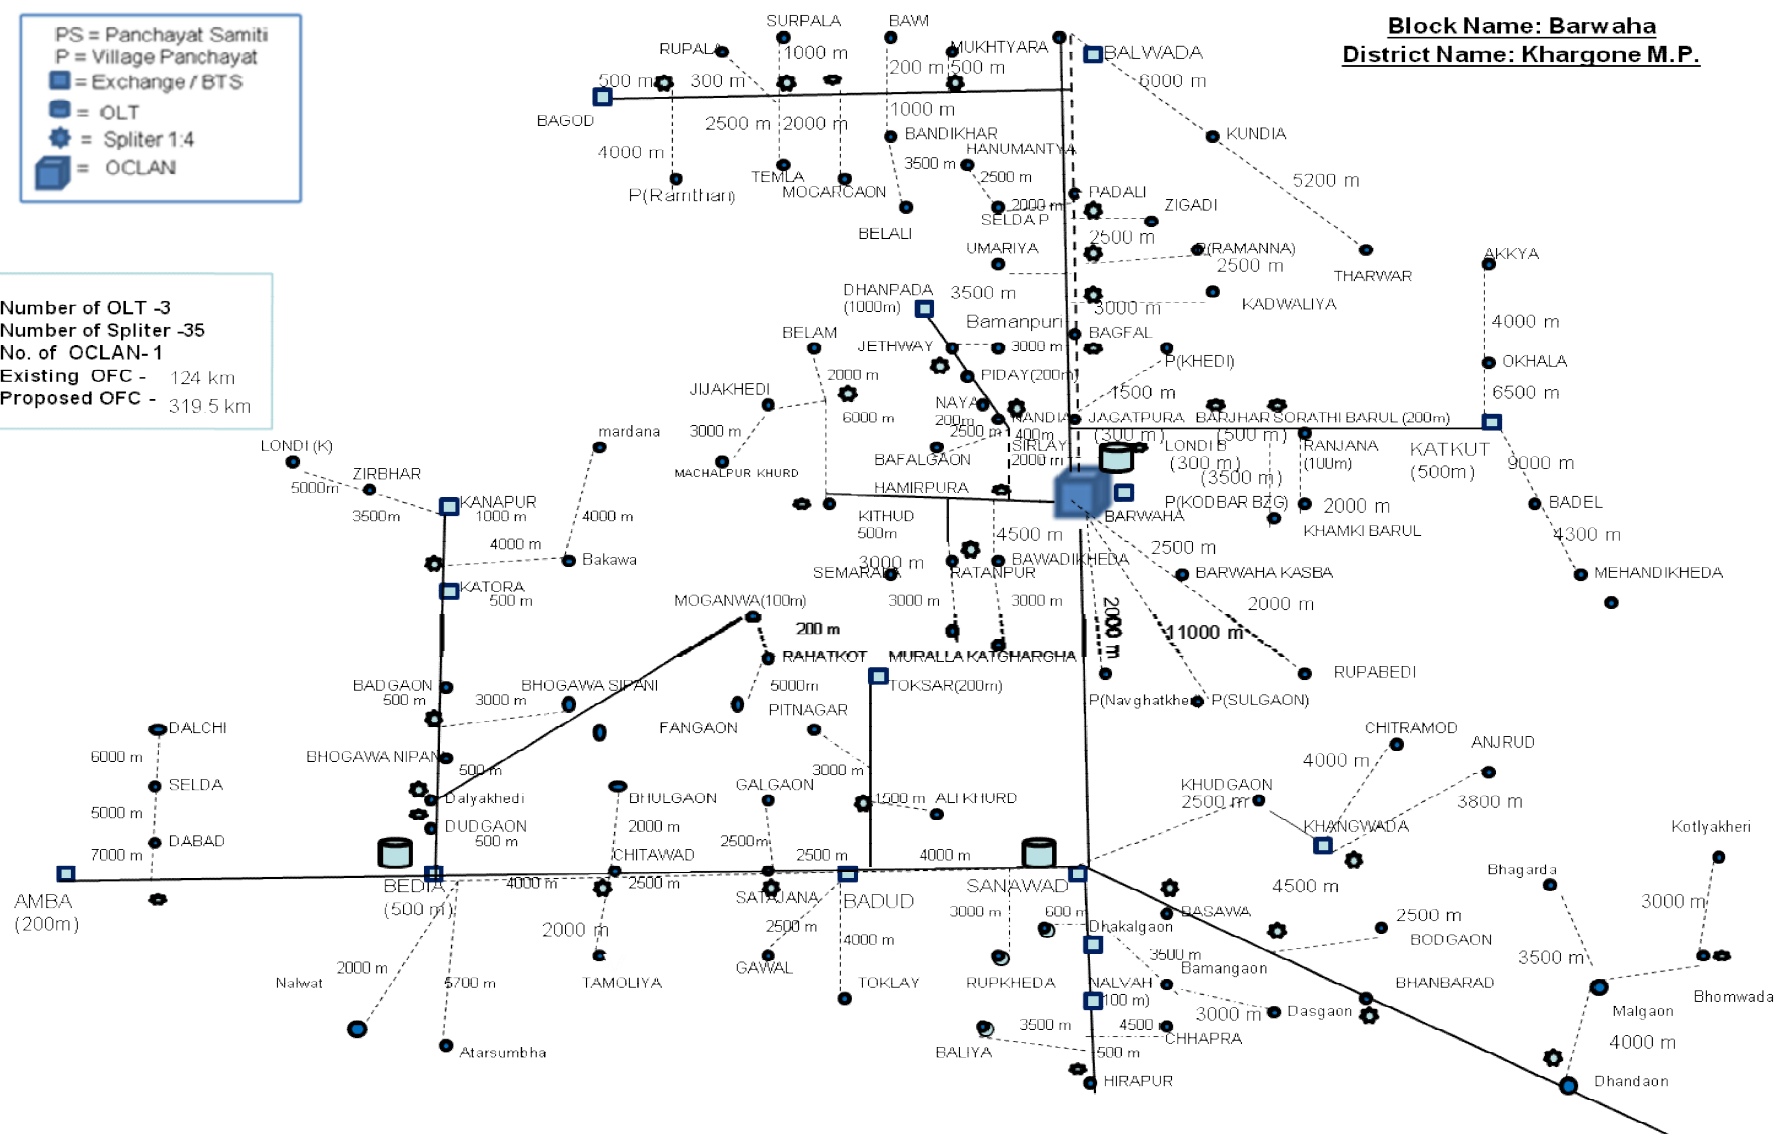 Block Name: Barwaha
District Name: Khargone M.P.
PS = Panchayat Samiti
P = Village Panchayat
= Exchange / BTS
= OLT
= Spliter 1:4
= OCLAN
Number of OLT -3
Number of Spliter -35
No. of OCLAN- 1
Existing OFC - 124 km
Proposed OFC - 319.5 km
SURPALA
BAWI
RUPALA
1000 m
MUKHTYARA
BALWADA
500 m
300 m
200 m
500 m
6000 m
BAGOD
2500 m
2000 m
1000 m
BANDIKHAR
KUNDIA
4000 m
HANUMANTYA
3500 m
2500 m
TEMLA
MOGARGAON
5200 m
PADALI
2000 m
ZIGADI
SELDA P
BELALI
2500 m
UMARIYA
P(RAMANNA)
2500 m
AKKYA
THARWAR
DHANPADA
(1000m)
3500 m
3000 m
KADWALIYA
Bamanpuri
4000 m
BELAM
JETHWAY
3000 m
BAGFAL
P(KHEDI)
OKHALA
2000 m
PIDAY(200m)
JIJAKHEDI
1500 m
6500 m
6000 m
NAYA
200m
NANDIA
JAGATPURA
BARJHAR
SORATHI BARUL (200m)
mardana
3000 m
2500 m
400m
(300 m)
(500 m)
KATKUT
(500m)
LONDI (K)
SIRLAY
LONDI B
RANJANA
(100m)
BAFALGAON
2000 m
(300 m)
9000 m
ZIRBHAR
MACHALPUR KHURD
(3500 m)
5000m
HAMIRPURA
KANAPUR
P(KODBAR BZG)
2000 m
BADEL
3500m
1000 m
4000 m
KITHUD
500m
BARWAHA
KHAMKI BARUL
4000 m
4500 m
2500 m
4300 m
Bakawa
3000 m
BAWADIKHEDA
SEMARADA
RATANPUR
BARWAHA KASBA
MEHANDIKHEDA
KATORA
500 m
MOGANWA(100m)
3000 m
3000 m
2000 m
2000 m
200 m
11000 m
RAHATKOT
MURALLA
KATGHARGHA
RUPABEDI
BADGAON
500 m
3000 m
BHOGAWA SIPANI
5000m
TOKSAR(200m)
P(SULGAON)
PITNAGAR
DALCHI
FANGAON
CHITRAMOD
6000 m
BHOGAWA NIPANI
500 m
3000m
4000 m
ANJRUD
SELDA
Dalyakhedi
BHULGAON
GALGAON
1500 m
ALI KHURD
KHUDGAON
2500 m
3800 m
5000 m
DUDGAON
500 m
2000 m
KHANGWADA
Kotlyakheri
DABAD
2500m
7000 m
CHITAWAD
2500 m
4000 m
Bhagarda
AMBA
(200m)
BEDIA
(500 m)
4000 m
2500 m
SATAJANA
BADUD
SANAWAD
4500 m
3000 m
2000 m
2500 m
3000 m
600 m
BASAWA
2500 m
4000 m
Dhakalgaon
BODGAON
3500 m
3500 m
Nalwat
2000 m
5700 m
TAMOLIYA
GAWAL
TOKLAY
RUPKHEDA
NALVAH
(100 m)
Bamangaon
BHANBARAD
Bhomwada
3000 m
Dasgaon
Malgaon
Atarsumbha
BALIYA
3500 m
4500
CHHAPRA
4000 m
500 m
HIRAPUR
Dhandaon